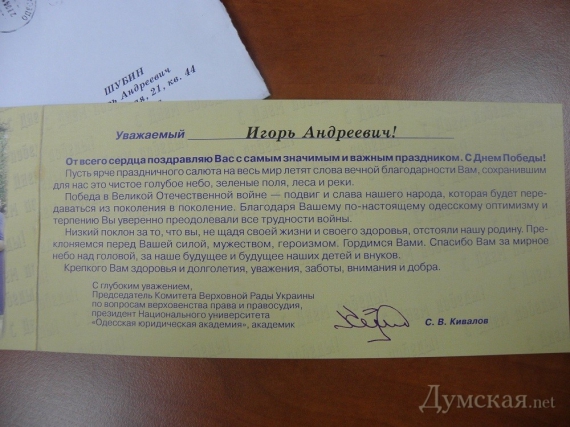 ШУБИН
рь Андреевич
ая, 21, кв. 44
Уважаемый Игорь Андреевич!
От всего сердца поздравляю Вас с самым значимым и важным праздником. С Днем Победы!
Пусть ярче праздничного салюта на весь мир летят слова вечной благодарности Вам, сохранившим
для нас это чистое голубое небо, зеленые поля, леса и реки.
Победа в Великой Отечественной войне — подвиг и слава нашего народа, которая будет пере-
даваться из поколения в поколение. Благодаря Вашему по-настоящему одесскому оптимизму и
терпению Вы уверенно преодолевали все трудности войны.
Низкий поклон за то, что вы, не щадя своей жизни и своего здоровья, отстояли нашу родину. Пре-
клоняемся перед Вашей силой, мужеством, героизмом. Гордимся Вами. Спасибо Вам за мирное
небо над головой, за наше будущее и будущее наших детей и внуков.
Крепкого Вам здоровья и долголетия, уважения, заботы, внимания и добра.
С глубоким уважением,
Председатель Комитета Верховной Рады Украины
по вопросам верховенства права и правосудия,
президент Национального университета
«Одесская юридическая академия», академик
С. В. Кивалов
Думская.net